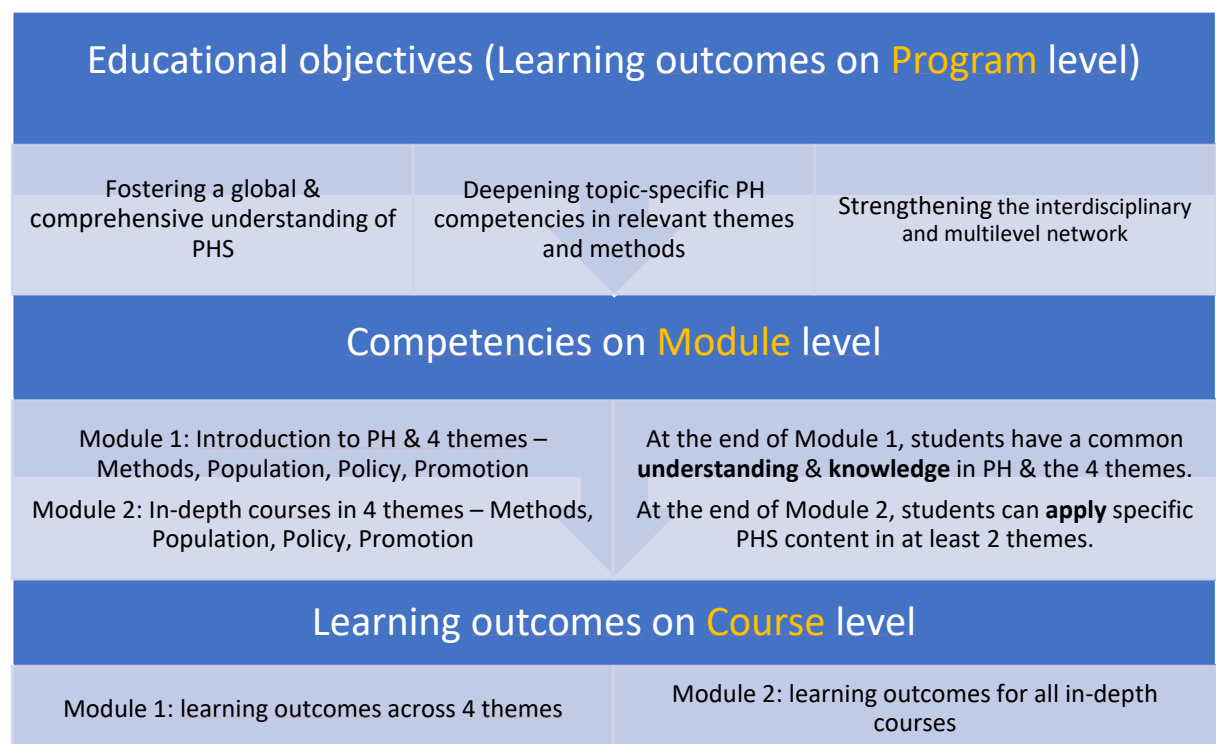 Educational objectives (Learning outcomes on Program level)
Fostering a global &
comprehensive understanding of
PHS
Deepening topic-specific PH
competencies in relevant themes
and methods
Strengthening the interdisciplinary
and multilevel network
Competencies on Module level
Module 1: Introduction to PH & 4 themes –
Methods, Population, Policy, Promotion
Module 2: In-depth courses in 4 themes – Methods,
Population, Policy, Promotion
At the end of Module 1, students have a common
understanding & knowledge in PH & the 4 themes.
At the end of Module 2, students can apply specific
PHS content in at least 2 themes.
Learning outcomes on Course level
Module 1: learning outcomes across 4 themes
Module 2: learning outcomes for all in-depth
courses